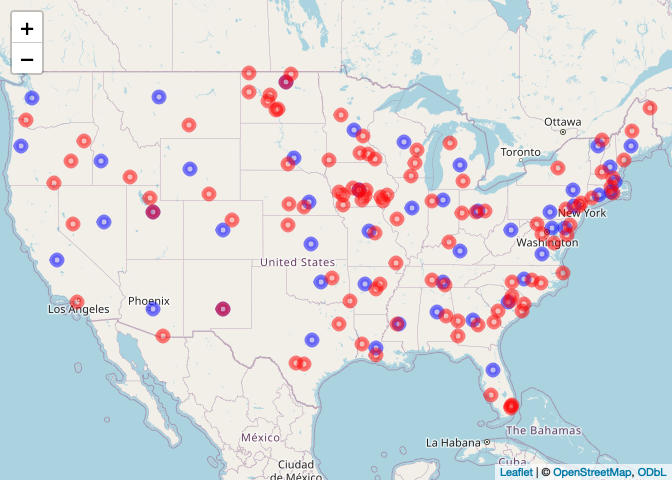 +
−
Ottawa
Toronto
New York
Washington
United States
Phoenix
Los Angeles
The Bahamas
México
La Habana
Cuba
Ciudad
de México
Leaflet | © OpenStreetMap, ODbL